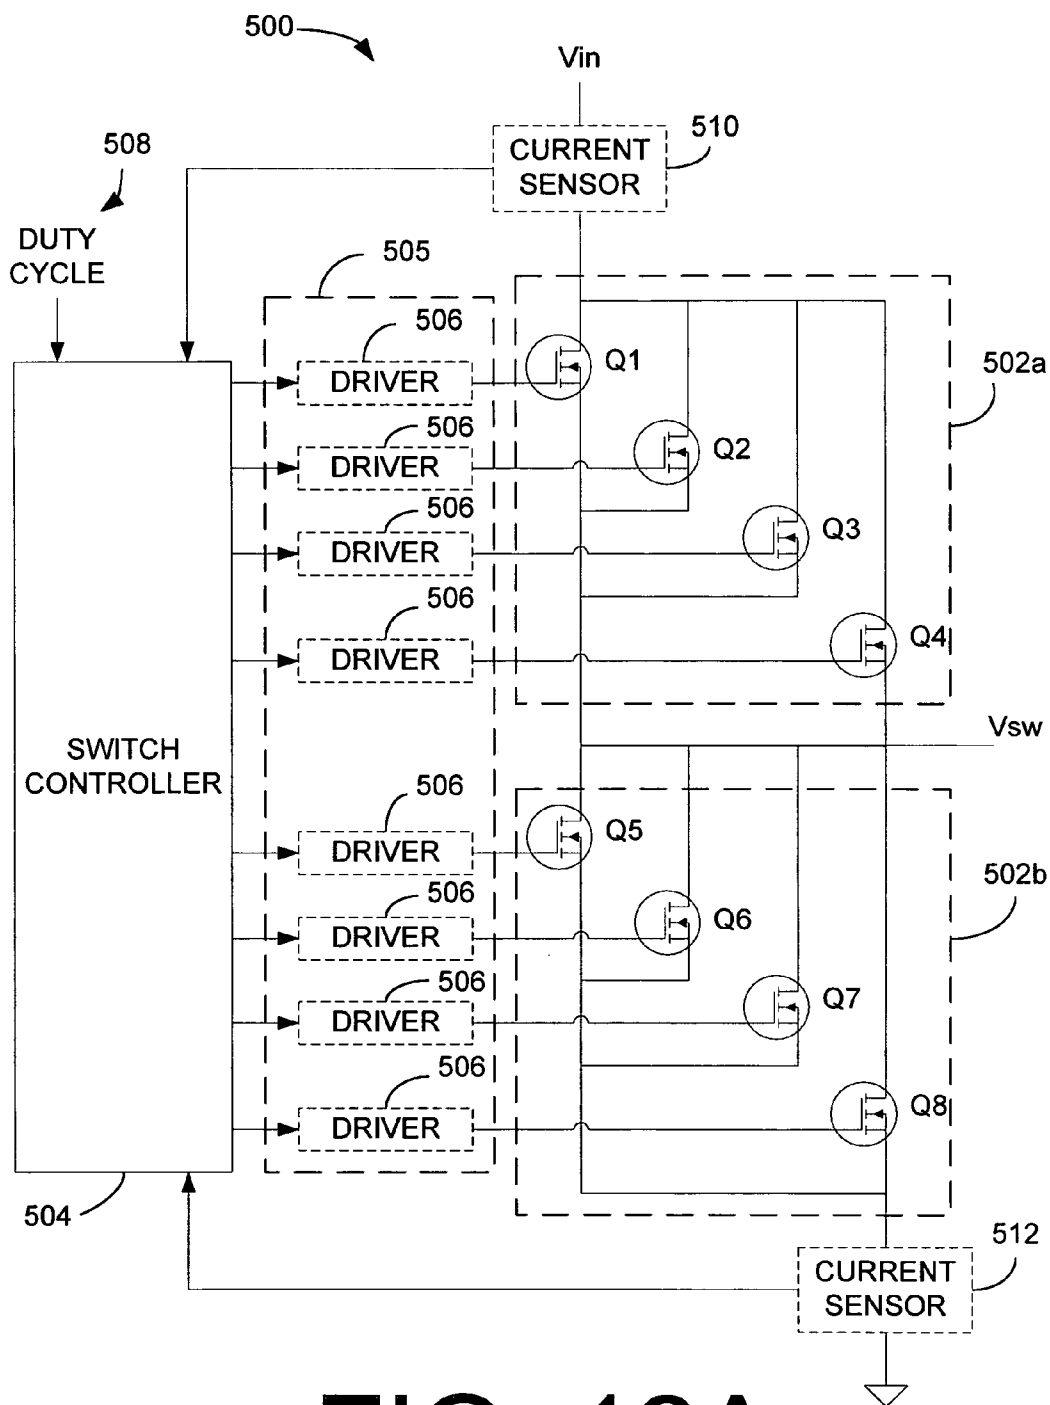 500
Vin
510
CURRENT
SENSOR
508
DUTY
CYCLE
505
506
DRIVER
Q1
502a
506
DRIVER
Q2
506
DRIVER
Q3
506
DRIVER
Q4
Vsw
SWITCH
CONTROLLER
506
DRIVER
Q5
502b
506
DRIVER
Q6
506
DRIVER
Q7
506
DRIVER
Q8
504
512
CURRENT
SENSOR
FIG. 10A